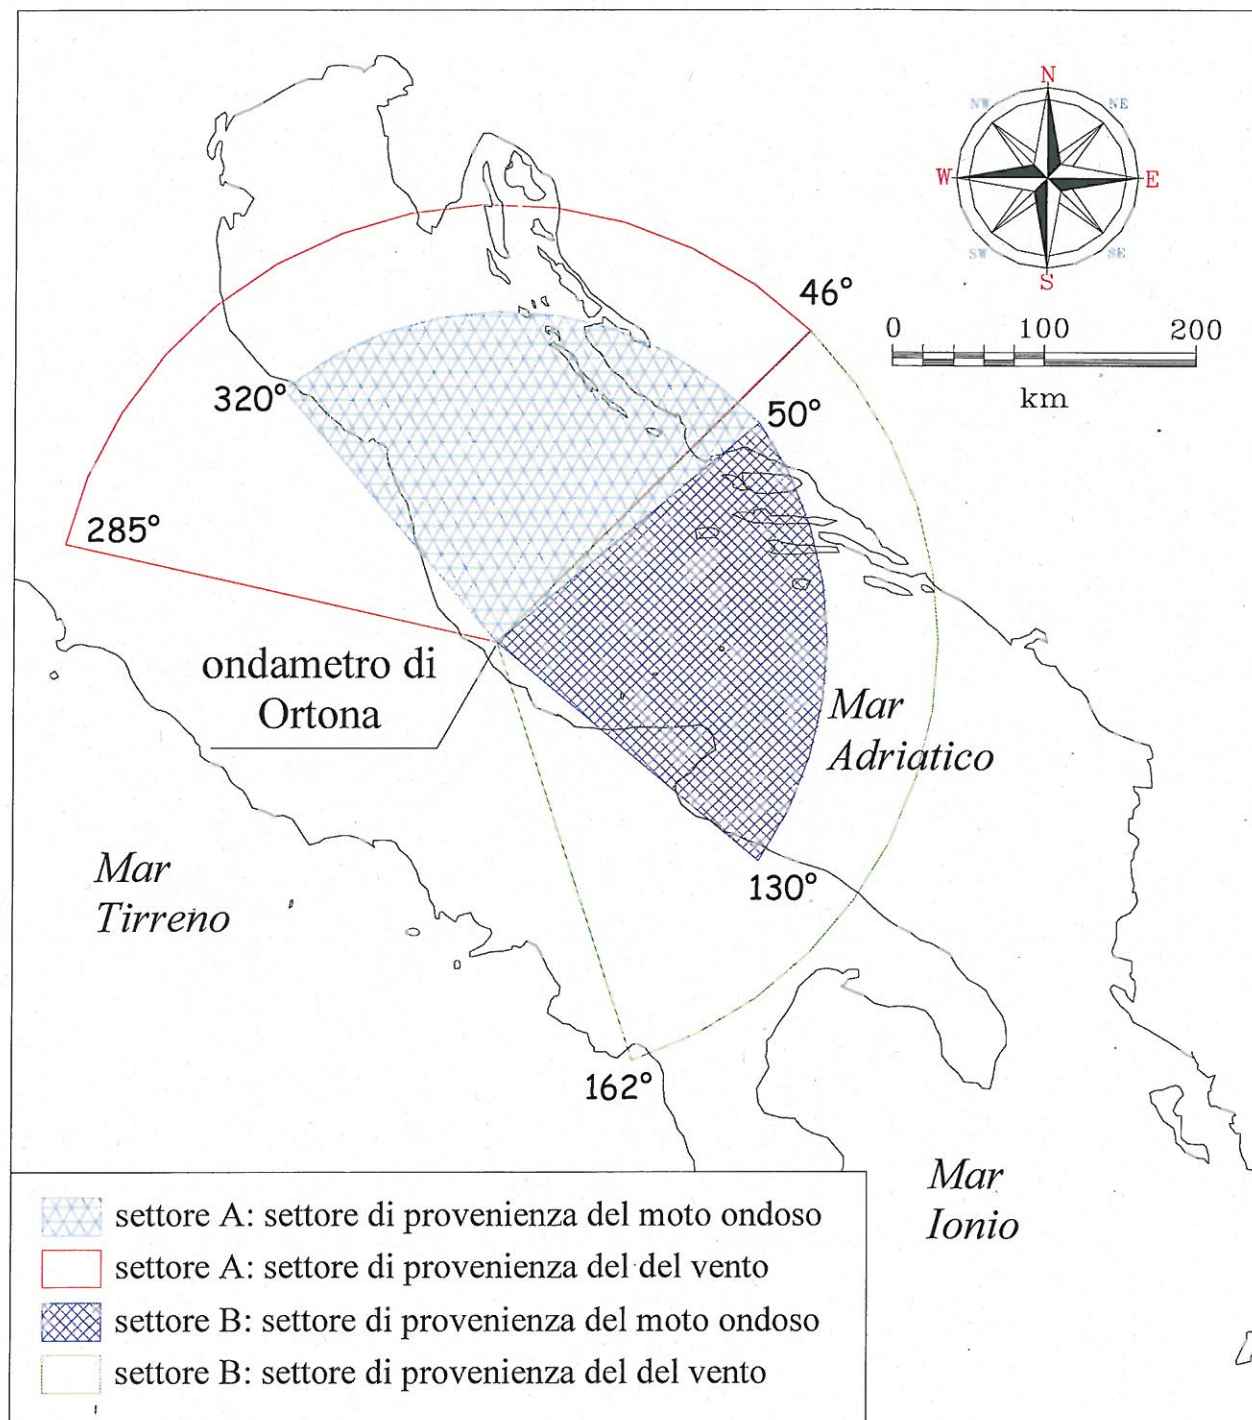 N
NW
NE
W
E
SW
SE
S
46°
0 100 200
km
320°
50°
285°
ondametro di
Ortona
Mar
Adriatico
Mar
Tirreno
130°
162°
Mar
Ionio
settore A: settore di provenienza del moto ondoso
settore A: settore di provenienza del del vento
settore B: settore di provenienza del moto ondoso
settore B: settore di provenienza del del vento